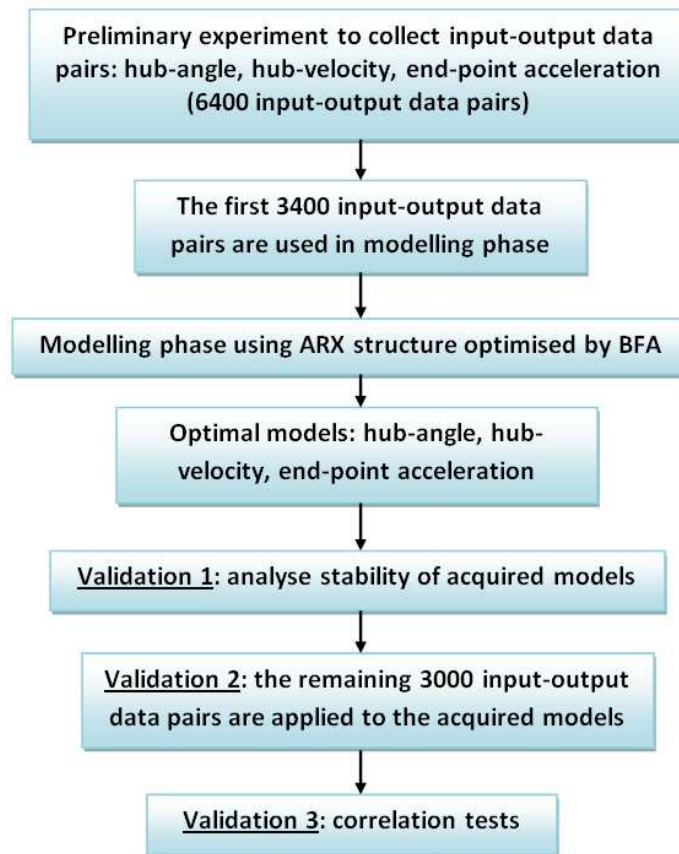 Preliminary experiment to collect input-output data
pairs: hub-angle, hub-velocity, end-point acceleration
(6400 input-output data pairs)
The first 3400 input-output data
pairs are used in modelling phase
Modelling phase using ARX structure optimised by BFA
Optimal models: hub-angle, hub-
velocity, end-point acceleration
Validation 1: analyse stability of acquired models
Validation 2: the remaining 3000 input-output
data pairs are applied to the acquired models
Validation 3: correlation tests